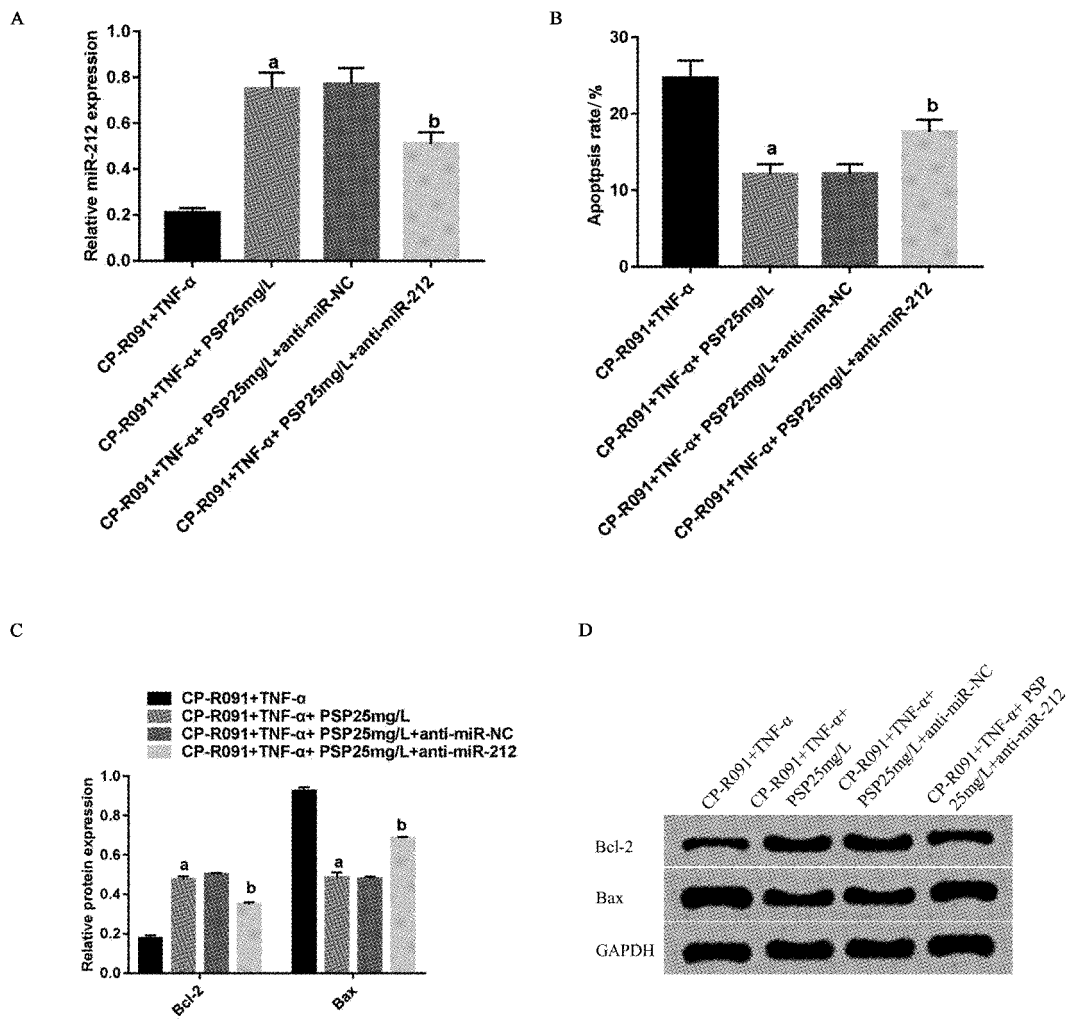 A
Relative miR-212 expression
1.0
0.8
0.6
0.4
0.2
0.0
a
b
CP-R091+TNF-α
CP-R091+TNF-α+ PSP25mg/L
CP-R091+TNF-α+ PSP25mg/L+anti-miR-NC
CP-R091+TNF-α+ PSP25mg/L+anti-miR-212
B
Apoptpsis rate/%
30
20
10
0
a
b
CP-R091+TNF-α
CP-R091+TNF-α+ PSP25mg/L
CP-R091+TNF-α+ PSP25mg/L+anti-miR-NC
CP-R091+TNF-α+ PSP25mg/L+anti-miR-212
C
CP-R091+TNF-α
CP-R091+TNF-α+ PSP25mg/L
CP-R091+TNF-α+ PSP25mg/L+anti-miR-NC
CP-R091+TNF-α+ PSP25mg/L+anti-miR-212
Relative protein expression
1.0
0.8
0.6
0.4
0.2
0.0
a
b
a
b
Bcl-2
Bax
D
CP-R091+TNF-α
CP-R091+TNF-α+
PSP25mg/L
CP-R091+TNF-α+
PSP25mg/L+anti-miR-NC
CP-R091+TNF-α+ PSP
25mg/L+anti-miR-212
Bcl-2
Bax
GAPDH